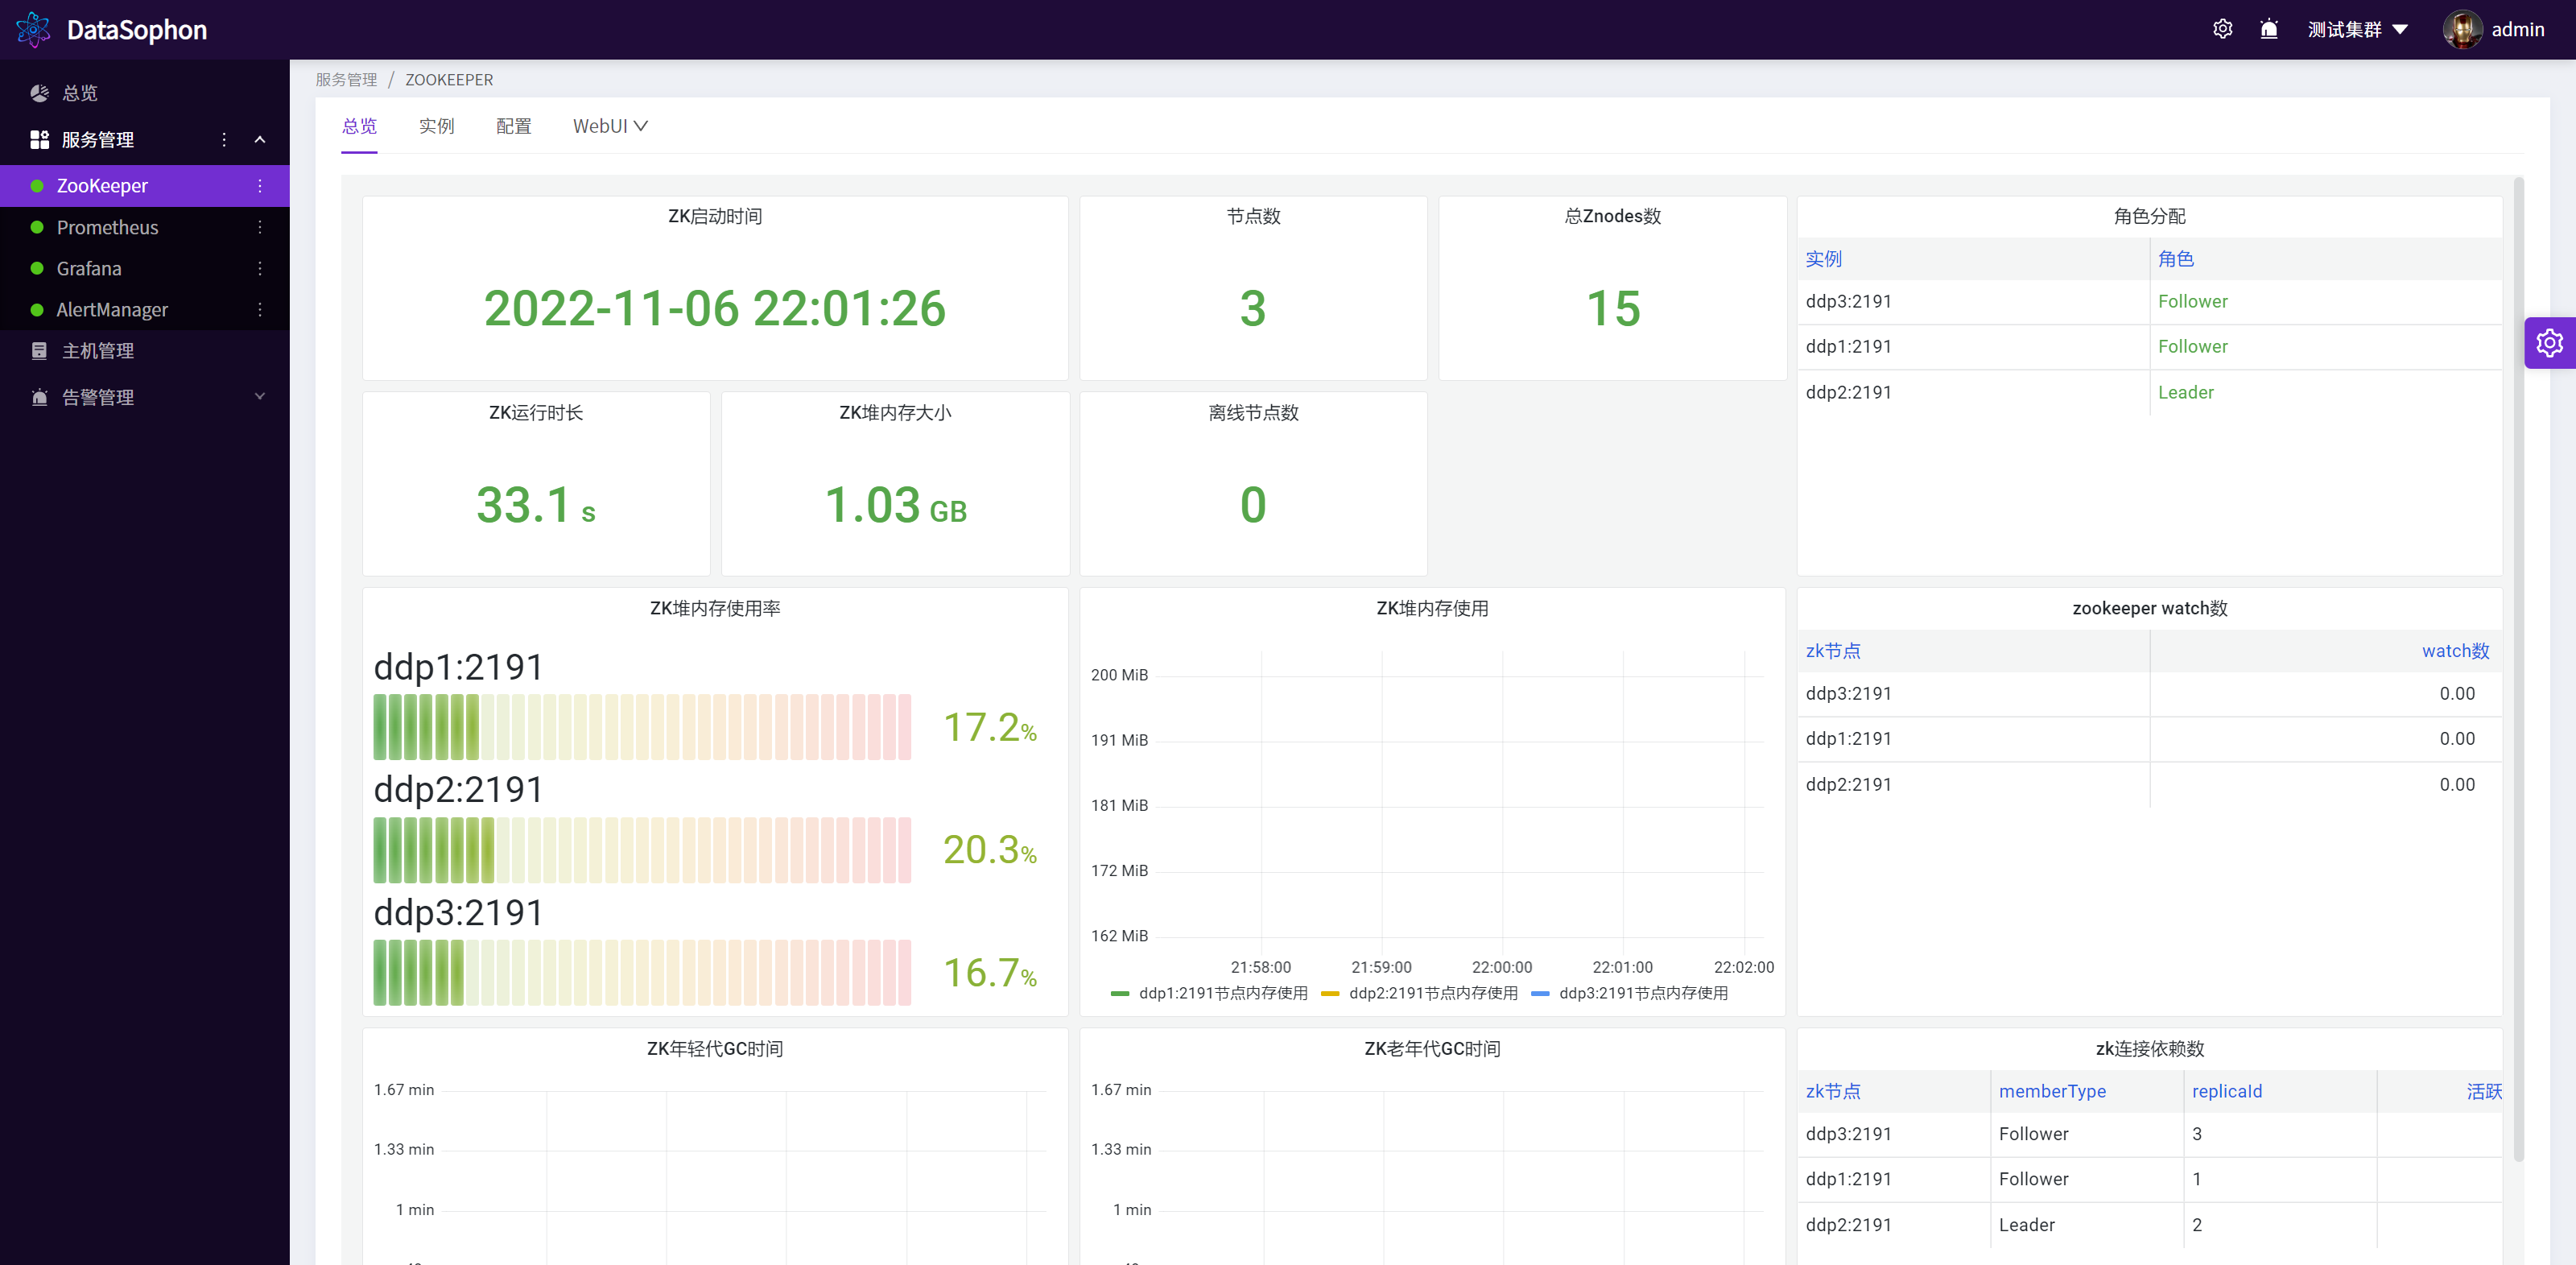 DataSophon
测试集群
admin
总览
服务管理
ZooKeeper
Prometheus
Grafana
AlertManager
主机管理
告警管理
服务管理 / ZOOKEEPER
总览 实例 配置 WebUI
ZK启动时间
2022-11-06 22:01:26
节点数
3
总Znodes数
15
角色分配
实例 角色
ddp3:2191 Follower
ddp1:2191 Follower
ddp2:2191 Leader
ZK运行时长
33.1 s
ZK堆内存大小
1.03 GB
离线节点数
0
ZK堆内存使用率
ddp1:2191
17.2%
ddp2:2191
20.3%
ddp3:2191
16.7%
ZK堆内存使用
200 MiB
191 MiB
181 MiB
172 MiB
162 MiB
21:58:00 21:59:00 22:00:00 22:01:00 22:02:00
ddp1:2191节点内存使用 ddp2:2191节点内存使用 ddp3:2191节点内存使用
zookeeper watch数
zk节点 watch数
ddp3:2191 0.00
ddp1:2191 0.00
ddp2:2191 0.00
ZK年轻代GC时间
1.67 min
1.33 min
1 min
ZK老年代GC时间
1.67 min
1.33 min
1 min
zk连接依赖数
zk节点 memberType replicaId 活跃
ddp3:2191 Follower 3
ddp1:2191 Follower 1
ddp2:2191 Leader 2